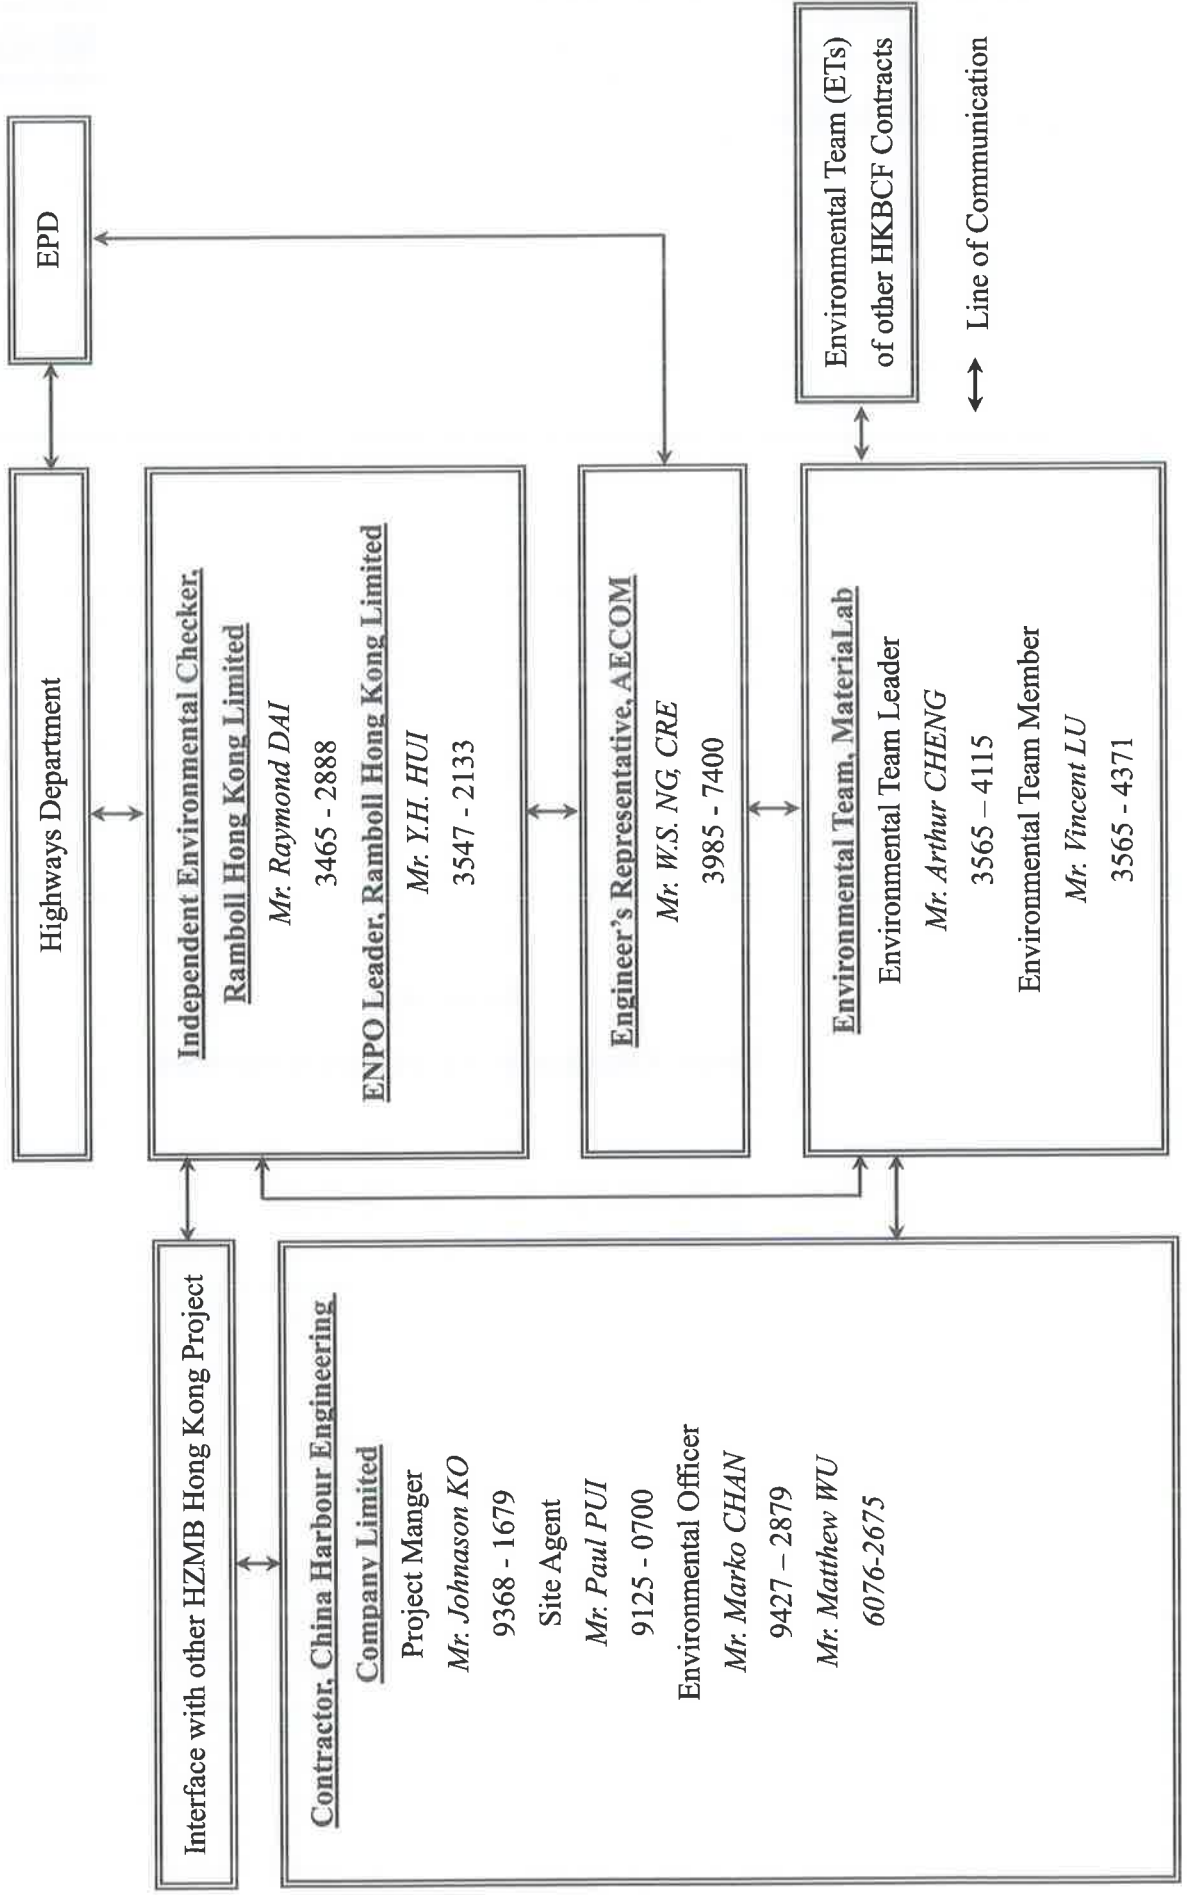 Highways Department
EPD
Interface with other HZMB Hong Kong Project
Independent Environmental Checker,
Ramboll Hong Kong Limited
Mr. Raymond DAI
3465 - 2888
ENPO Leader, Ramboll Hong Kong Limited
Mr. Y.H. HUI
3547 - 2133
Contractor, China Harbour Engineering
Company Limited
Project Manger
Mr. Johnason KO
9368 - 1679
Site Agent
Mr. Paul PUI
9125 - 0700
Environmental Officer
Mr. Marko CHAN
9427 – 2879
Mr. Matthew WU
6076-2675
Engineer's Representative, AECOM
Mr. W.S. NG, CRE
3985 - 7400
Environmental Team, MateriaLab
Environmental Team Leader
Mr. Arthur CHENG
3565 – 4115
Environmental Team Member
Mr. Vincent LU
3565 - 4371
Environmental Team (ETs)
of other HKBCF Contracts
Line of Communication